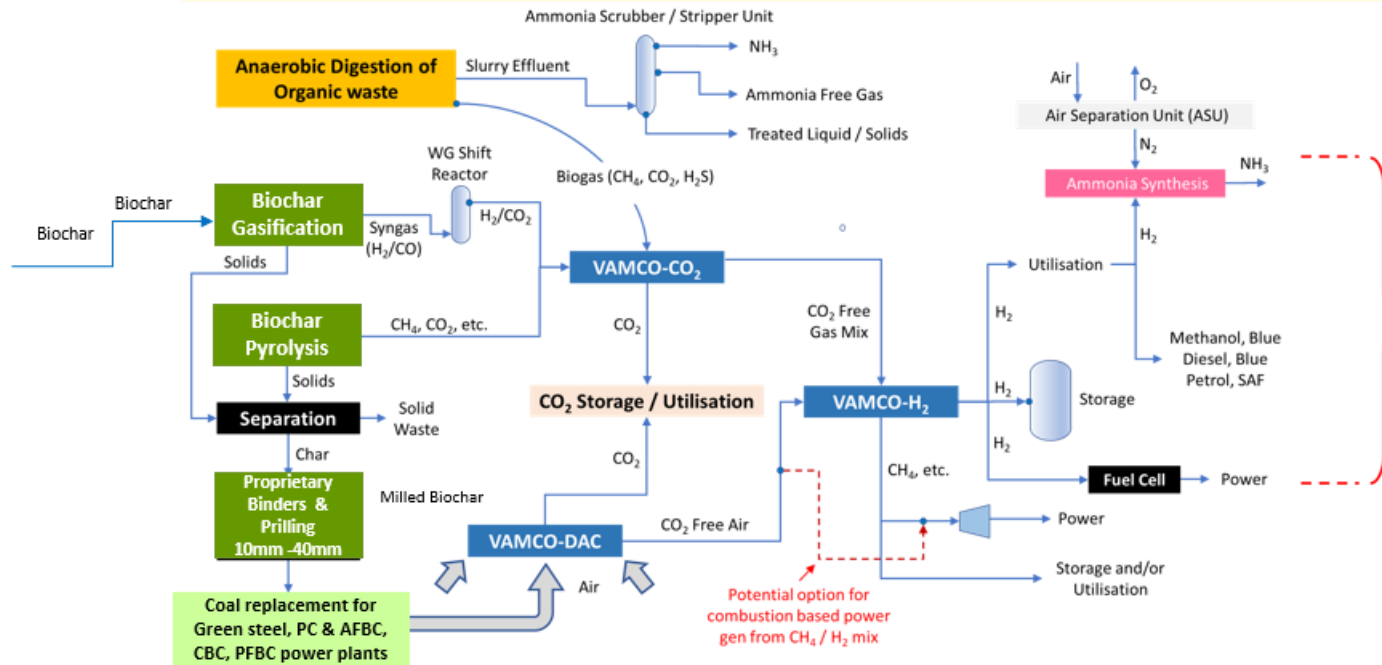 Ammonia Scrubber / Stripper Unit
Anaerobic Digestion of
Organic waste
Slurry Effluent
NH₃
Ammonia Free Gas
Treated Liquid / Solids
Air
O₂
Air Separation Unit (ASU)
N₂
Ammonia Synthesis
NH₃
H₂
WG Shift
Reactor
Biogas (CH₄, CO₂, H₂S)
Biochar
Biochar
Biochar
Gasification
Syngas
(H₂/CO)
H₂/CO₂
Solids
VAMCO-CO₂
Utilisation
Biochar
Pyrolysis
CH₄, CO₂, etc.
CO₂
CO₂ Free
Gas Mix
H₂
Methanol, Blue
Diesel, Blue
Petrol, SAF
Solids
Separation
Solid
Waste
CO₂ Storage / Utilisation
VAMCO-H₂
H₂
Storage
H₂
Char
CO₂
CH₄, etc.
Fuel Cell
Power
Proprietary
Binders &
Prilling
10mm -40mm
Milled Biochar
VAMCO-DAC
CO₂ Free Air
Power
Air
Storage and/or
Utilisation
Potential option for
combustion based power
gen from CH₄ / H₂ mix
Coal replacement for
Green steel, PC & AFBC,
CBC, PFBC power plants